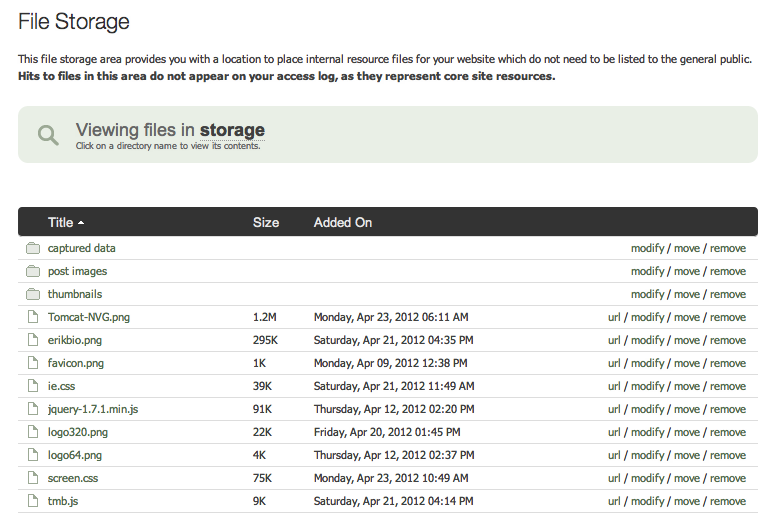 File Storage
This file storage area provides you with a location to place internal resource files for your website which do not need to be listed to the general public.
Hits to files in this area do not appear on your access log, as they represent core site resources.
Viewing files in storage
Click on a directory name to view its contents.
Title Size Added On
captured data modify / move / remove
post images modify / move / remove
thumbnails modify / move / remove
Tomcat-NVG.png 1.2M Monday, Apr 23, 2012 06:11 AM url / modify / move / remove
erikbio.png 295K Saturday, Apr 21, 2012 04:35 PM url / modify / move / remove
favicon.png 1K Monday, Apr 09, 2012 12:38 PM url / modify / move / remove
ie.css 39K Saturday, Apr 21, 2012 11:49 AM url / modify / move / remove
jquery-1.7.1.min.js 91K Thursday, Apr 12, 2012 02:20 PM url / modify / move / remove
logo320.png 22K Friday, Apr 20, 2012 01:45 PM url / modify / move / remove
logo64.png 4K Thursday, Apr 12, 2012 02:37 PM url / modify / move / remove
screen.css 75K Monday, Apr 23, 2012 10:49 AM url / modify / move / remove
tmb.js 9K Saturday, Apr 21, 2012 04:14 PM url / modify / move / remove